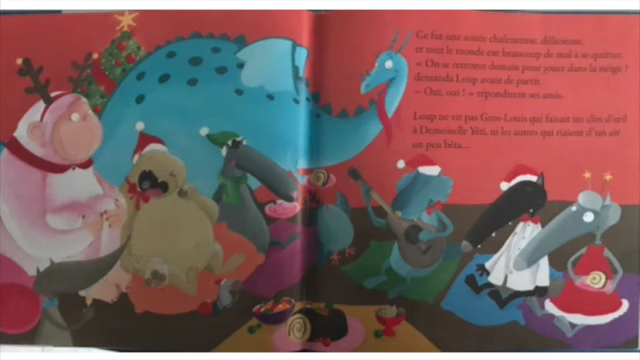 Ce fut une soirée chaleureuse, délicieuse,
et tout le monde eut beaucoup de mal à se quitter.
« On se retrouve demain pour jouer dans la neige ? »
demanda Loup avant de partir.
– Oui, oui ! » répondirent ses amis.
Loup ne vit pas Gros-Louis qui faisait un clin d'œil
à Demoiselle Yéti, ni les autres qui riaient d'un air
un peu bêta...